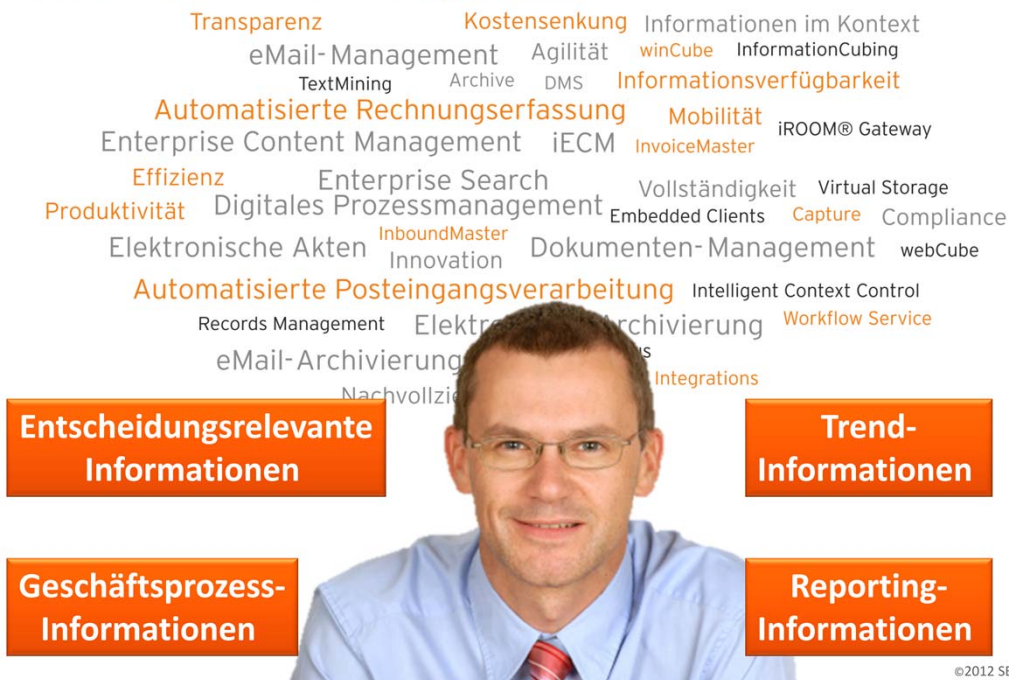 Transparenz Kostensenkung Informationen im Kontext
eMail-Management Agilität winCube InformationCubing
TextMining Archive DMS Informationsverfügbarkeit
Automatisierte Rechnungserfassung Mobilität
Enterprise Content Management iECM InvoiceMaster iROOM® Gateway
Effizienz Enterprise Search Vollständigkeit Virtual Storage
Produktivität Digitales Prozessmanagement Embedded Clients Capture Compliance
Elektronische Akten InboundMaster Dokumenten-Management webCube
Innovation
Automatisierte Posteingangsverarbeitung Intelligent Context Control
Records Management Workflow Service
eMail-Archivierung
Integrations
Entscheidungsrelevante
Informationen
Trend-
Informationen
Geschäftsprozess-
Informationen
Reporting-
Informationen
©2012